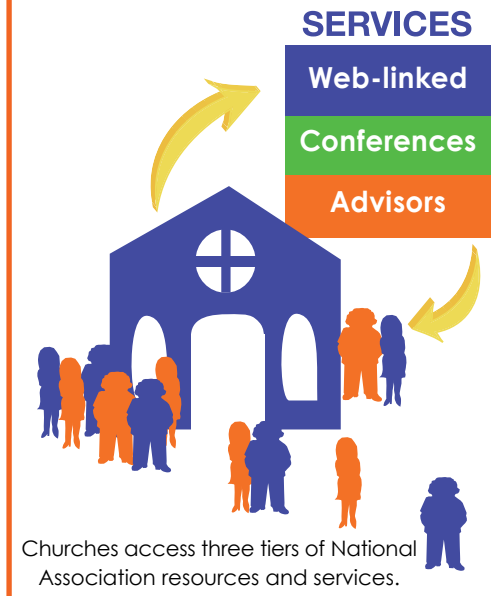 SERVICES
Web-linked
Conferences
Advisors
Churches access three tiers of National
Association resources and services.